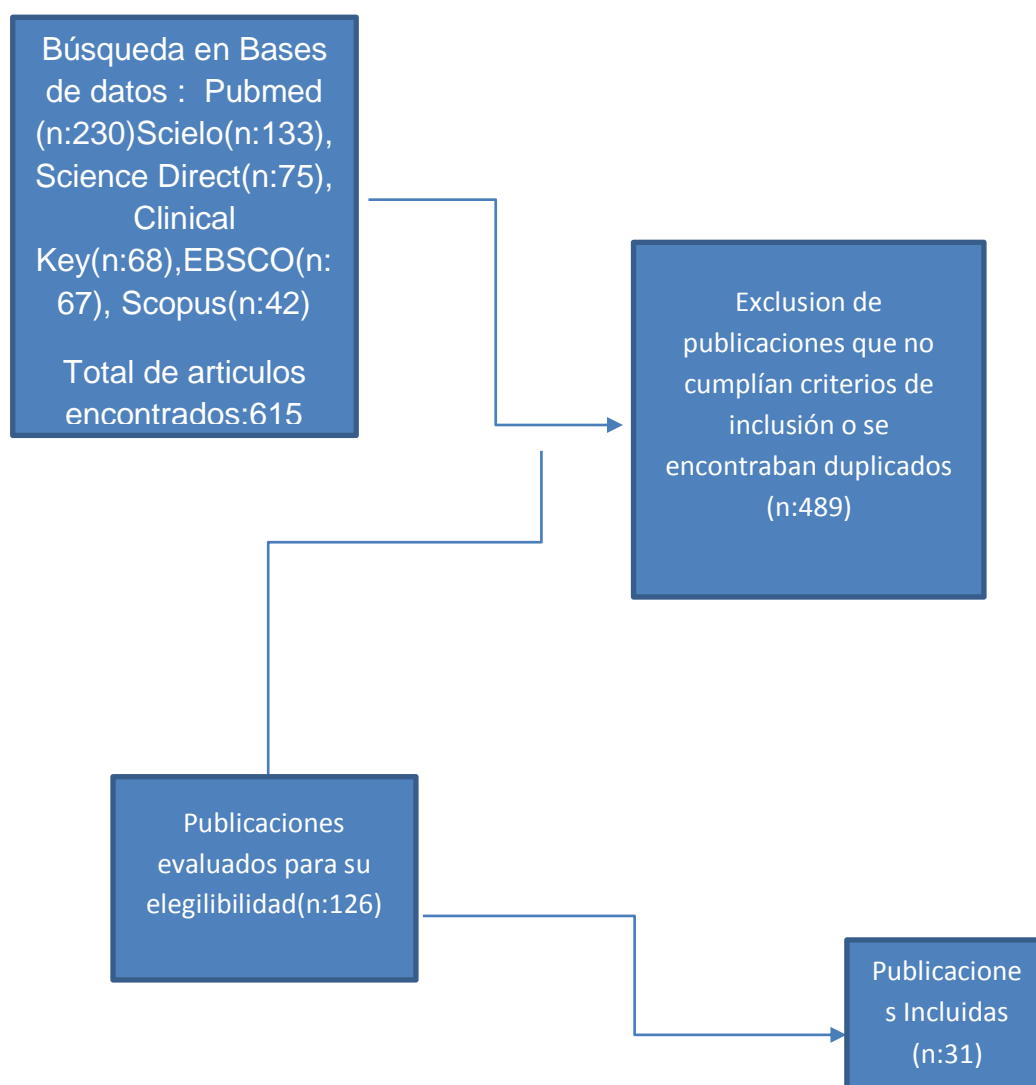 Búsqueda en Bases
de datos :  Pubmed
(n:230)Scielo(n:133),
Science Direct(n:75),
Clinical
Key(n:68),EBSCO(n:
67), Scopus(n:42)
Total de articulos
encontrados:615
Exclusion de
publicaciones que no
cumplían criterios de
inclusión o se
encontraban duplicados
(n:489)
Publicaciones
evaluados para su
elegilibilidad(n:126)
Publicacione
s Incluidas
(n:31)